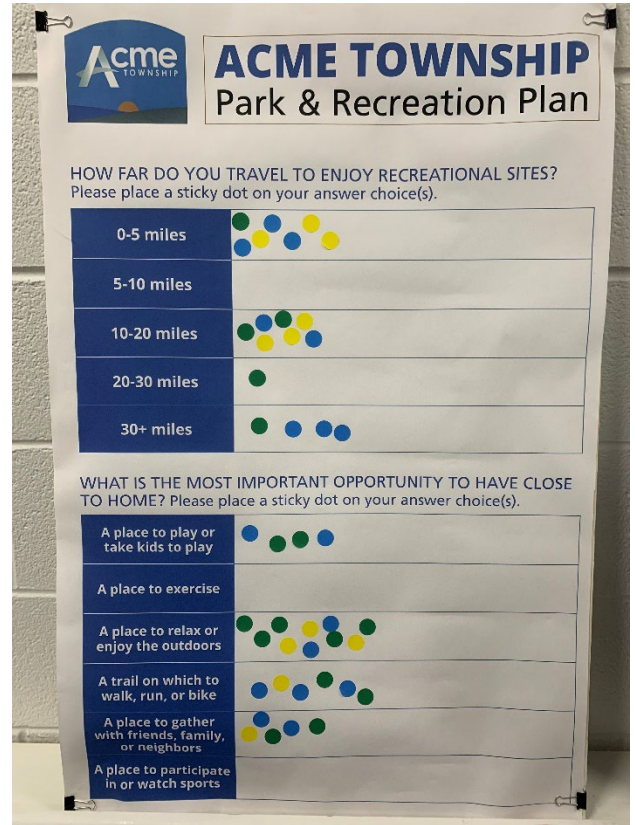 Acme
TOWNSHIP
ACME TOWNSHIP
Park & Recreation Plan
HOW FAR DO YOU TRAVEL TO ENJOY RECREATIONAL SITES?
Please place a sticky dot on your answer choice(s).
0-5 miles
5-10 miles
10-20 miles
20-30 miles
30+ miles
WHAT IS THE MOST IMPORTANT OPPORTUNITY TO HAVE CLOSE
TO HOME? Please place a sticky dot on your answer choice(s).
A place to play or
take kids to play
A place to exercise
A place to relax or
enjoy the outdoors
A trail on which to
walk, run, or bike
A place to gather
with friends, family,
or neighbors
A place to participate
in or watch sports